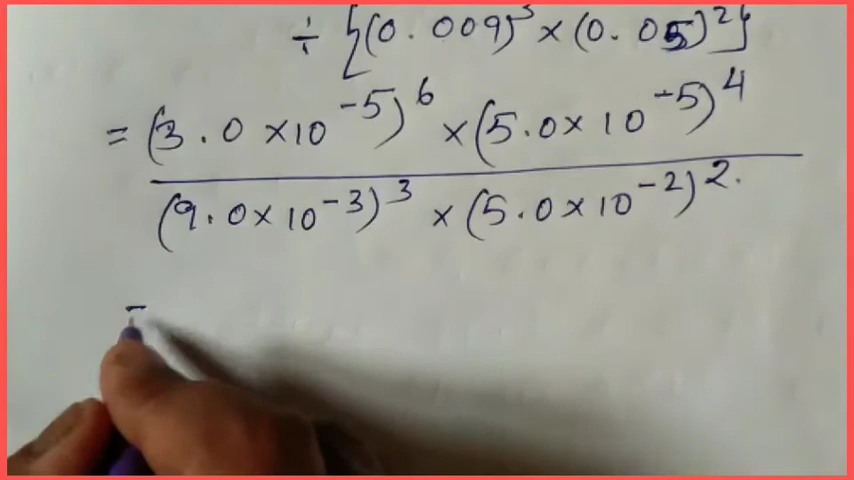 ÷ {(0.009)³ × (0.05)²}
= (3.0 × 10⁻⁵)⁶ × (5.0 × 10⁻⁵)⁴
(9.0 × 10⁻³)³ × (5.0 × 10⁻²)².